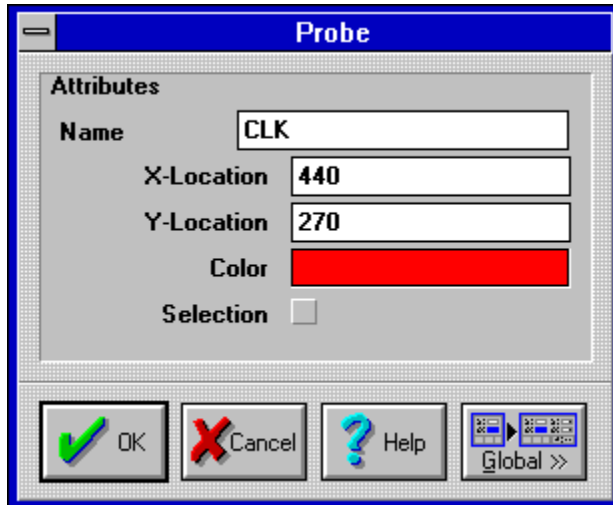 Probe
Attributes
Name CLK
X-Location 440
Y-Location 270
Color
Selection
OK Cancel Help Global >>